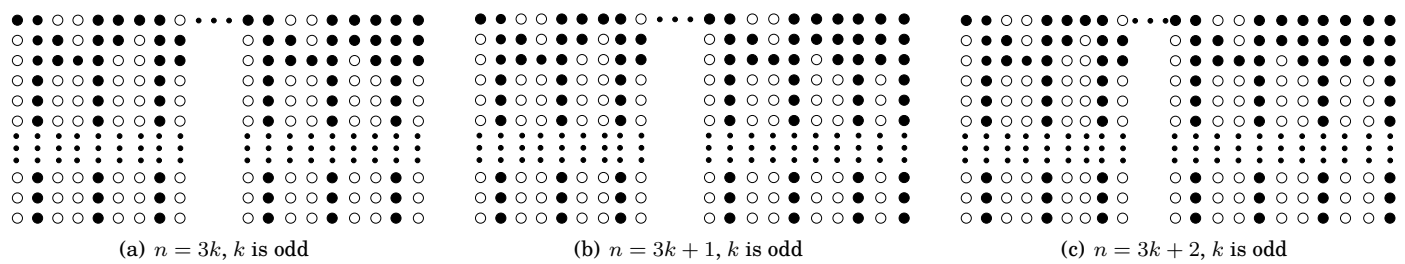 (a) n = 3k, k is odd
(b) n = 3k + 1, k is odd
(c) n = 3k + 2, k is odd